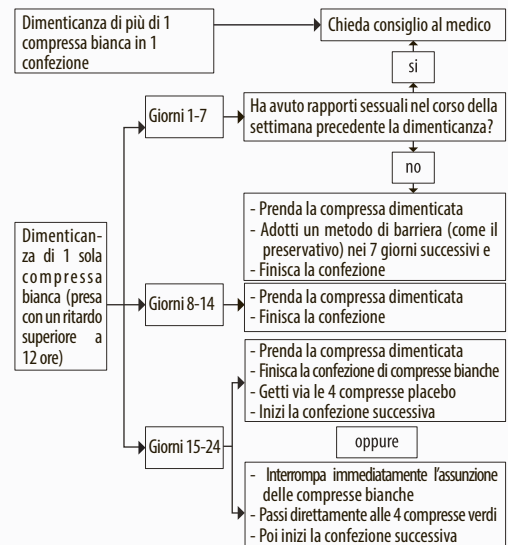 Dimenticanza di più di 1
compressa bianca in 1
confezione
Chieda consiglio al medico
si
Giorni 1-7
Ha avuto rapporti sessuali nel corso della
settimana precedente la dimenticanza?
no
- Prenda la compressa dimenticata
- Adotti un metodo di barriera (come il
preservativo) nei 7 giorni successivi e
- Finisca la confezione
Dimentican-
za di 1 sola
compressa
bianca (presa
con un ritardo
superiore a
12 ore)
Giorni 8-14
- Prenda la compressa dimenticata
- Finisca la confezione
- Prenda la compressa dimenticata
- Finisca la confezione di compresse bianche
- Getti via le 4 compresse placebo
- Inizi la confezione successiva
Giorni 15-24
oppure
- Interrompa immediatamente l'assunzione
delle compresse bianche
- Passi direttamente alle 4 compresse verdi
- Poi inizi la confezione successiva